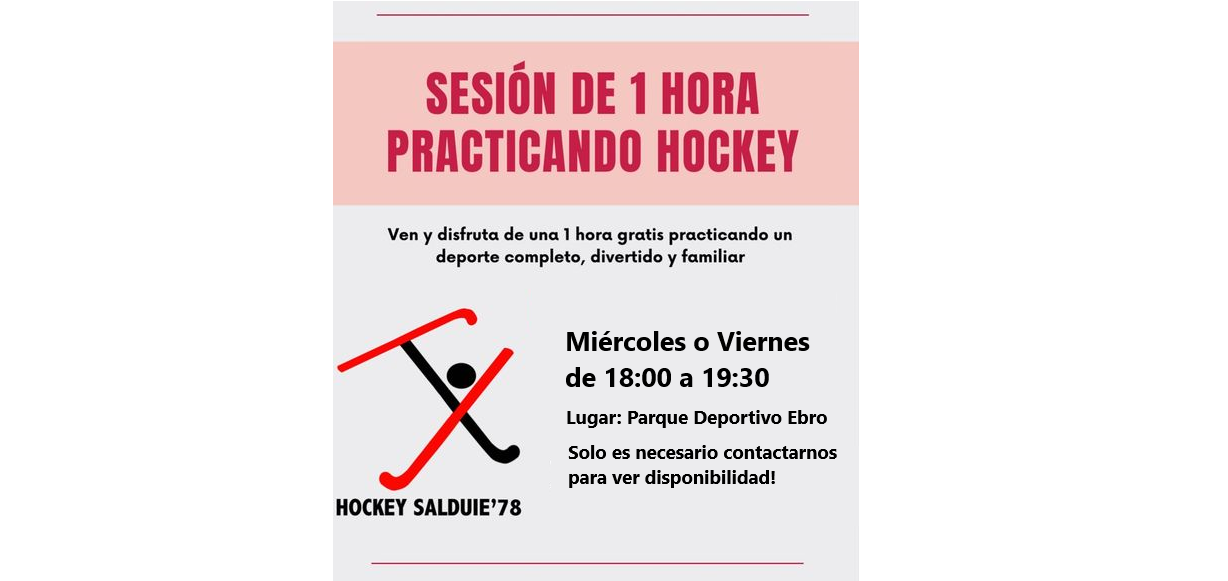 SESIÓN DE 1 HORA
PRACTICANDO HOCKEY
Ven y disfruta de una 1 hora gratis practicando un
deporte completo, divertido y familiar
Miércoles o Viernes
de 18:00 a 19:30
Lugar: Parque Deportivo Ebro
Solo es necesario contactarnos
para ver disponibilidad!
HOCKEY SALDUIE'78